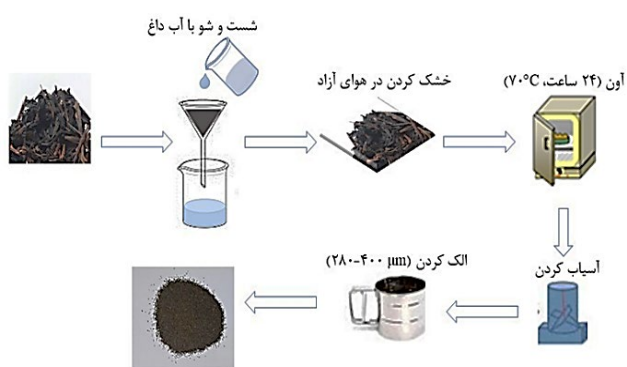 شست و شو با آب داغ
خشک کردن در هوای آزاد
آون (۲۴ ساعت، ۷۰°C)
آسیاب کردن
الک کردن (۲۸۰-۴۰۰ µm)